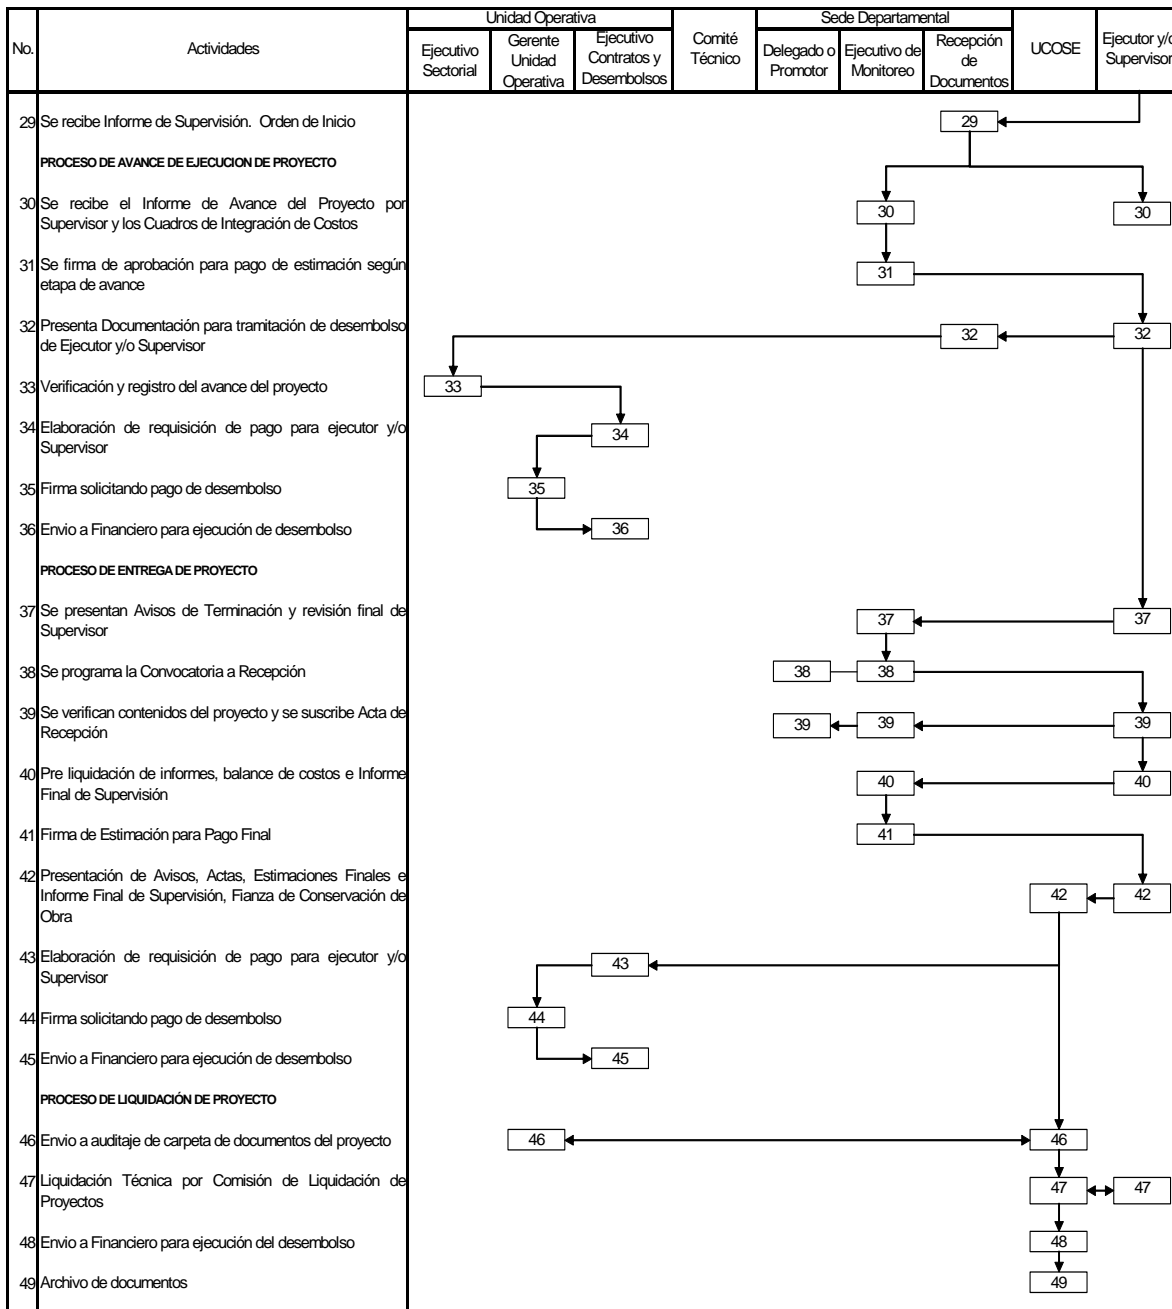 No.
Actividades
Unidad Operativa
Ejecutivo
Sectorial
Gerente
Unidad
Operativa
Ejecutivo
Contratos y
Desembolsos
Comité
Técnico
Sede Departamental
Delegado o
Promotor
Ejecutivo de
Monitoreo
Recepción
de
Documentos
UCOSE
Ejecutor y/o
Supervisor
29 Se recibe Informe de Supervisión. Orden de Inicio
29
PROCESO DE AVANCE DE EJECUCION DE PROYECTO
30 Se recibe el Informe de Avance del Proyecto por
Supervisor y los Cuadros de Integración de Costos
30 30
31 Se firma de aprobación para pago de estimación según
etapa de avance
31
32 Presenta Documentación para tramitación de desembolso
de Ejecutor y/o Supervisor
32 32
33 Verificación y registro del avance del proyecto
33
34 Elaboración de requisición de pago para ejecutor y/o
Supervisor
34
35 Firma solicitando pago de desembolso
35
36 Envio a Financiero para ejecución de desembolso
36
PROCESO DE ENTREGA DE PROYECTO
37 Se presentan Avisos de Terminación y revisión final de
Supervisor
37 37
38 Se programa la Convocatoria a Recepción
38 38
39 Se verifican contenidos del proyecto y se suscribe Acta de
Recepción
39 39 39
40 Pre liquidación de informes, balance de costos e Informe
Final de Supervisión
40 40
41 Firma de Estimación para Pago Final
41
42 Presentación de Avisos, Actas, Estimaciones Finales e
Informe Final de Supervisión, Fianza de Conservación de
Obra
42 42
43 Elaboración de requisición de pago para ejecutor y/o
Supervisor
43
44 Firma solicitando pago de desembolso
44
45 Envio a Financiero para ejecución de desembolso
45
PROCESO DE LIQUIDACIÓN DE PROYECTO
46 Envio a auditaje de carpeta de documentos del proyecto
46 46
47 Liquidación Técnica por Comisión de Liquidación de
Proyectos
47 47
48 Envio a Financiero para ejecución del desembolso
48
49 Archivo de documentos
49